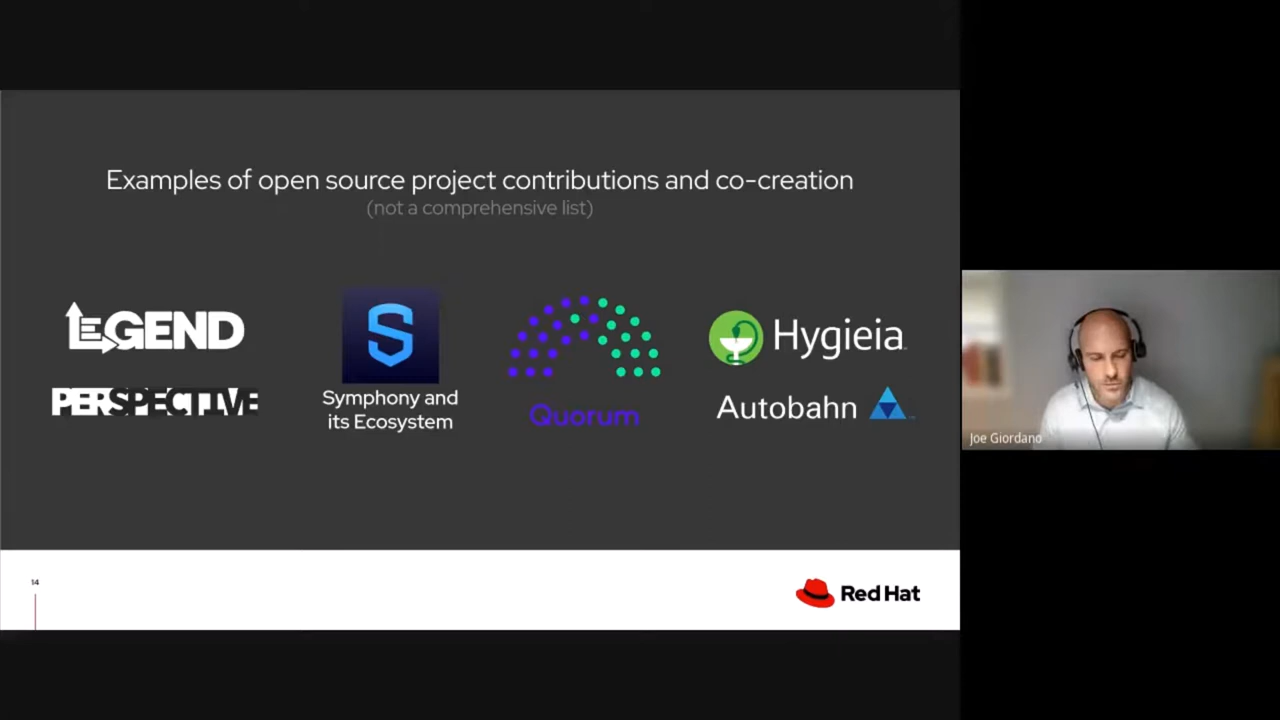 Examples of open source project contributions and co-creation
(not a comprehensive list)
LEGEND
PERSPECTIVE
Symphony and
its Ecosystem
Quorum
Hygieia
Autobahn
14
Red Hat
Joe Giordano